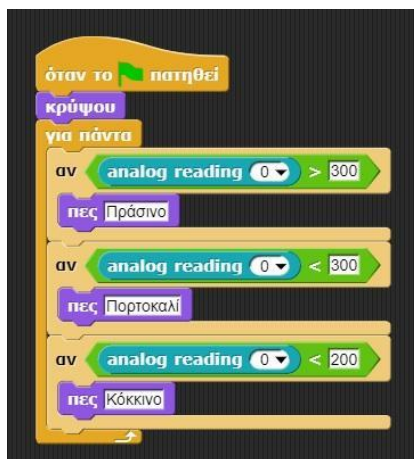 όταν το πατηθεί
κρύψου
για πάντα
αν analog reading 0 > 300
πες Πράσινο
αν analog reading 0 < 300
πες Πορτοκαλί
αν analog reading 0 < 200
πες Κόκκινο